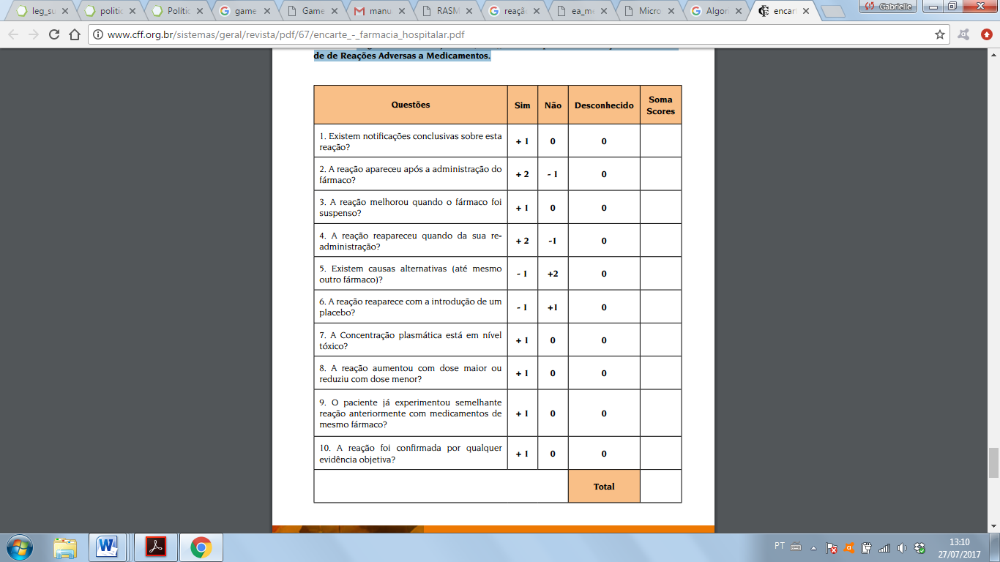 leg_su
politic
Polític
game
Game
manu
RASM
reaçã
ea_me
Micro
Algor
encart
Gabrielle
www.cff.org.br/sistemas/geral/revista/pdf/67/encarte_-_farmacia_hospitalar.pdf
de de Reações Adversas a Medicamentos.
Questões Sim Não Desconhecido Soma
Scores
1. Existem notificações conclusivas sobre esta
reação? + 1 0 0
2. A reação apareceu após a administração do
fármaco? + 2 - 1 0
3. A reação melhorou quando o fármaco foi
suspenso? + 1 0 0
4. A reação reapareceu quando da sua re-
administração? + 2 -1 0
5. Existem causas alternativas (até mesmo
outro fármaco)? - 1 +2 0
6. A reação reaparece com a introdução de um
placebo? - 1 +1 0
7. A Concentração plasmática está em nível
tóxico? + 1 0 0
8. A reação aumentou com dose maior ou
reduziu com dose menor? + 1 0 0
9. O paciente já experimentou semelhante
reação anteriormente com medicamentos de
mesmo fármaco? + 1 0 0
10. A reação foi confirmada por qualquer
evidência objetiva? + 1 0 0
Total
PT
13:10
27/07/2017